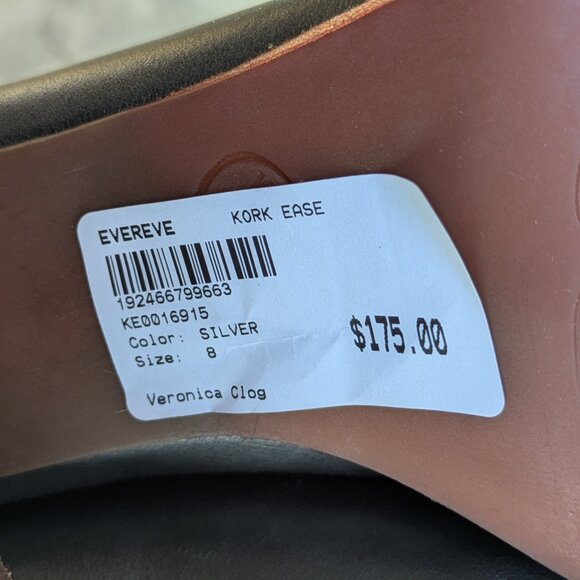 EVEREVE KORK EASE
192466799663
KE0016915
Color: SILVER
Size: 8
$175.00
Veronica Clog